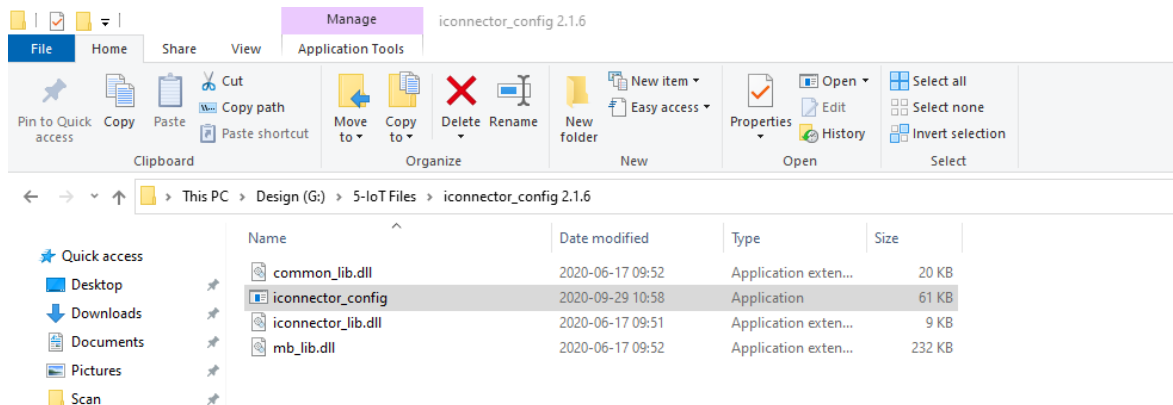 Manage iconnector_config 2.1.6
File Home Share View Application Tools
Pin to Quick access
Copy
Paste
Cut
Copy path
Paste shortcut
Clipboard
Move to
Copy to
Delete
Rename
Organize
New folder
New item
Easy access
New
Properties
Open
Edit
History
Open
Select all
Select none
Invert selection
Select
This PC > Design (G:) > 5-IoT Files > iconnector_config 2.1.6
Quick access
Desktop
Downloads
Documents
Pictures
Scan
Name Date modified Type Size
common_lib.dll 2020-06-17 09:52 Application exten... 20 KB
iconnector_config 2020-09-29 10:58 Application 61 KB
iconnector_lib.dll 2020-06-17 09:51 Application exten... 9 KB
mb_lib.dll 2020-06-17 09:52 Application exten... 232 KB